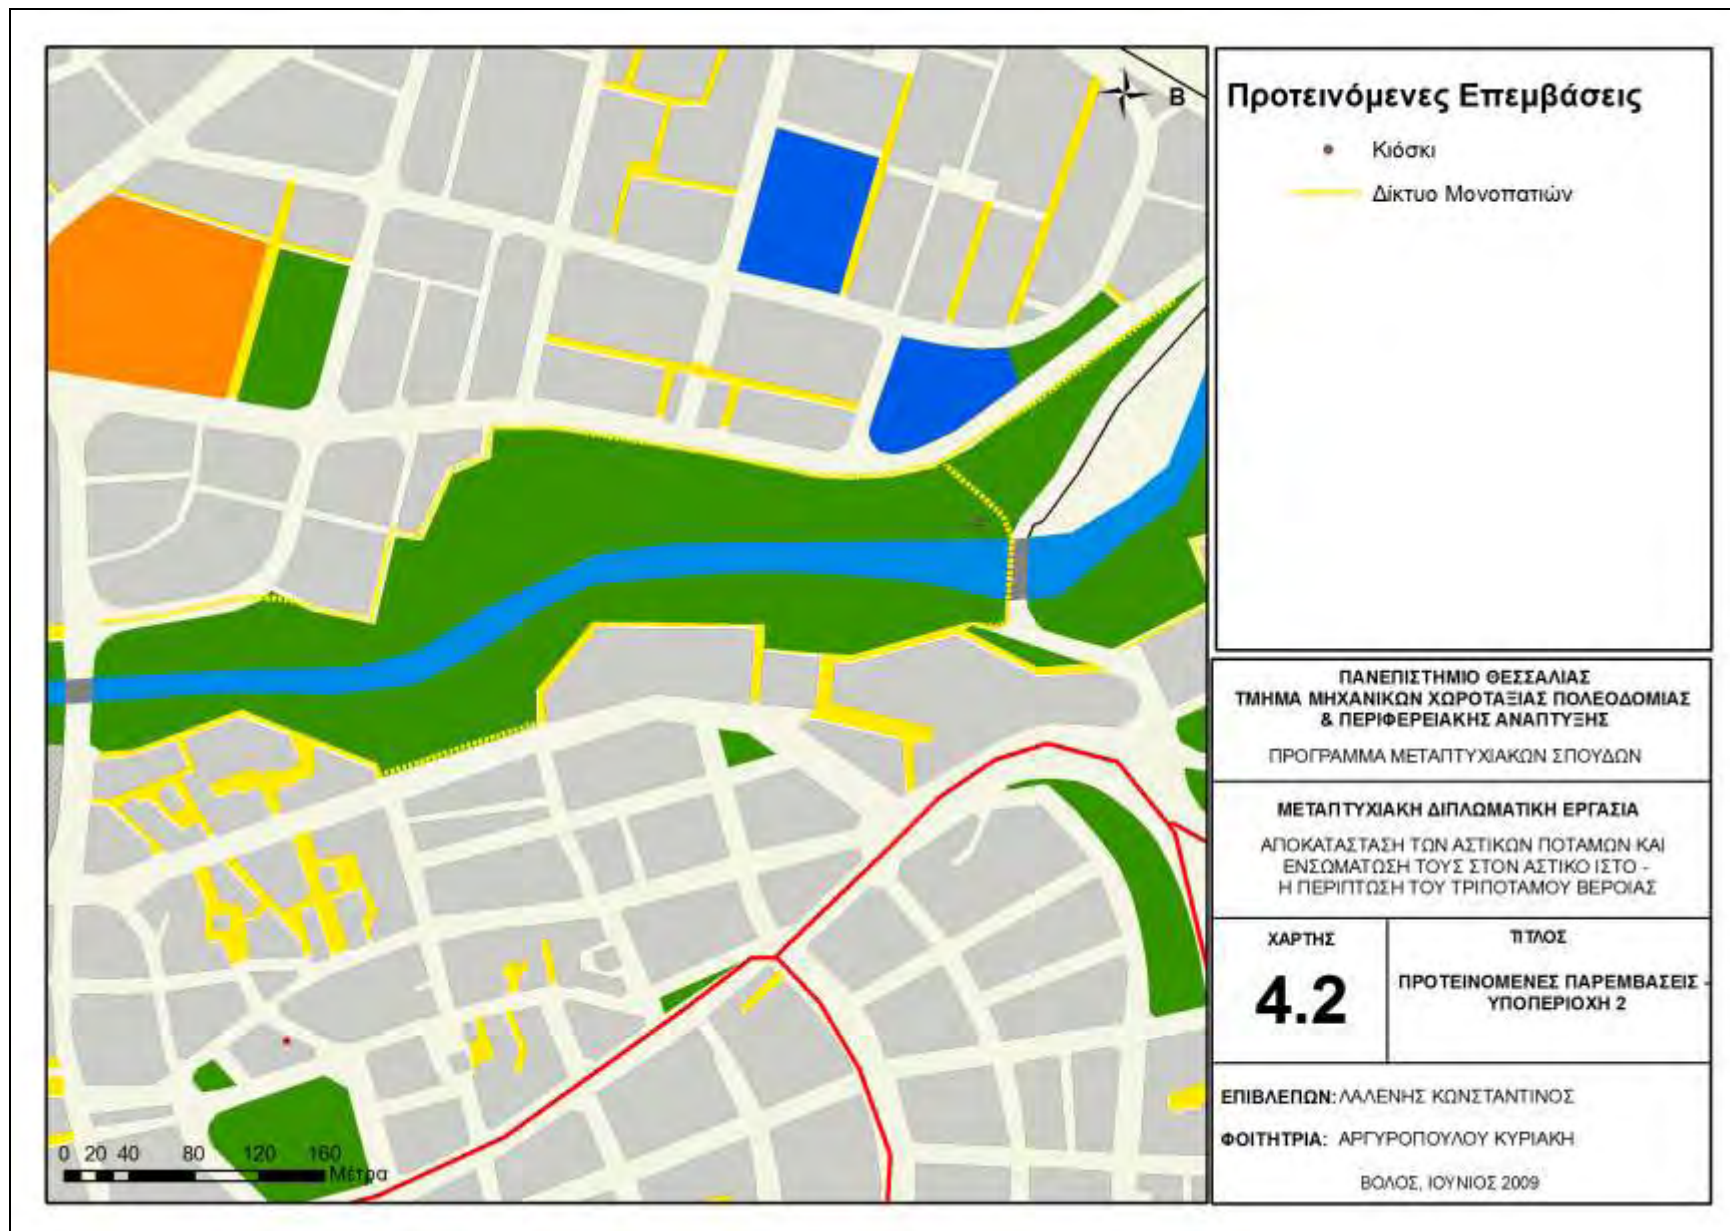 Β
Προτεινόμενες Επεμβάσεις
Κιόσκι
Δίκτυο Μονοπατιών
ΠΑΝΕΠΙΣΤΗΜΙΟ ΘΕΣΣΑΛΙΑΣ
ΤΜΗΜΑ ΜΗΧΑΝΙΚΩΝ ΧΩΡΟΤΑΞΙΑΣ ΠΟΛΕΟΔΟΜΙΑΣ
& ΠΕΡΙΦΕΡΕΙΑΚΗΣ ΑΝΑΠΤΥΞΗΣ
ΠΡΟΓΡΑΜΜΑ ΜΕΤΑΠΤΥΧΙΑΚΩΝ ΣΠΟΥΔΩΝ
ΜΕΤΑΠΤΥΧΙΑΚΗ ΔΙΠΛΩΜΑΤΙΚΗ ΕΡΓΑΣΙΑ
ΑΠΟΚΑΤΑΣΤΑΣΗ ΤΩΝ ΑΣΤΙΚΩΝ ΠΟΤΑΜΩΝ ΚΑΙ
ΕΝΣΩΜΑΤΩΣΗ ΤΟΥΣ ΣΤΟΝ ΑΣΤΙΚΟ ΙΣΤΟ -
Η ΠΕΡΙΠΤΩΣΗ ΤΟΥ ΤΡΙΠΟΤΑΜΟΥ ΒΕΡΟΙΑΣ
ΧΑΡΤΗΣ
4.2
ΤΙΤΛΟΣ
ΠΡΟΤΕΙΝΟΜΕΝΕΣ ΠΑΡΕΜΒΑΣΕΙΣ -
ΥΠΟΠΕΡΙΟΧΗ 2
ΕΠΙΒΛΕΠΩΝ: ΛΑΛΕΝΗΣ ΚΩΝΣΤΑΝΤΙΝΟΣ
ΦΟΙΤΗΤΡΙΑ: ΑΡΓΥΡΟΠΟΥΛΟΥ ΚΥΡΙΑΚΗ
ΒΟΛΟΣ, ΙΟΥΝΙΟΣ 2009
0 20 40 80 120 160
Μέτρα